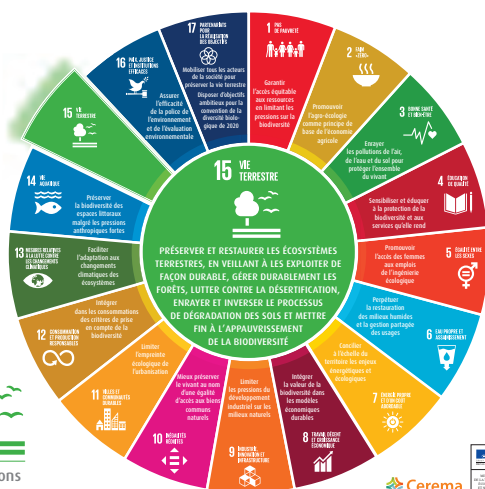 17 PARTENARIATS
POUR
LA RÉALISATION
DES OBJECTIFS
Mobiliser tous les acteurs
de la société pour
préserver la vie terrestre
Disposer d'objectifs
ambitieux pour la
convention de la
diversité biolo-
gique de 2020
1 PAS
DE PAUVRETÉ
Garantir
l'accès équitable
aux ressources
en limitant les
pressions sur la
biodiversité
2 FAIM
«ZÉRO»
Promouvoir
l'agro-écologie
comme principe de
base de l'économie
agricole
3 BONNE SANTÉ
ET BIEN-ÊTRE
Enrayer
les pollutions de l'air,
de l'eau et du sol pour
protéger l'ensemble
du vivant
4 ÉDUCATION
DE QUALITÉ
Sensibiliser et éduquer
à la protection de la
biodiversité et aux
services qu'elle rend
5 ÉGALITÉ ENTRE
LES SEXES
Promouvoir
l'accès des femmes
aux emplois
de l'ingénierie
écologique
6 EAU PROPRE ET
ASSAINISSEMENT
Perpétuer
la restauration
des milieux humides
et la gestion partagée
des usages
7 ÉNERGIE PROPRE
ET D'UN COÛT
ABORDABLE
Concilier
à l'échelle du
territoire les enjeux
énergétiques et
écologiques
8 TRAVAIL DÉCENT
ET CROISSANCE
ÉCONOMIQUE
Intégrer
la valeur de la
biodiversité dans
les modèles
économiques
durables
9 INDUSTRIE,
INNOVATION ET
INFRASTRUCTURE
Limiter
les pressions du
développement
industriel sur les
milieux naturels
10 INÉGALITÉS
RÉDUITES
Mieux préserver
le vivant au nom
d'une égalité
d'accès aux biens
communs
naturels
11 VILLES ET
COMMUNAUTÉS
DURABLES
Limiter
l'empreinte
écologique de
l'urbanisation
12 CONSOMMATION
ET PRODUCTION
RESPONSABLES
Intégrer
dans les consommations
des critères de prise
en compte de la
biodiversité
13 MESURES RELATIVES
À LA LUTTE CONTRE
LES CHANGEMENTS
CLIMATIQUES
Faciliter
l'adaptation aux
changements
climatiques des
écosystèmes
14 VIE
AQUATIQUE
Préserver
la biodiversité des
espaces littoraux
malgré les pressions
anthropiques fortes
15 VIE
TERRESTRE
16 PAIX, JUSTICE
ET INSTITUTIONS
EFFICACES
Assurer
l'efficacité
de la police de
l'environnement
et de l'évaluation
environnementale
15 VIE
TERRESTRE
PRÉSERVER ET RESTAURER LES ÉCOSYSTÈMES
TERRESTRES, EN VEILLANT À LES EXPLOITER DE
FAÇON DURABLE, GÉRER DURABLEMENT LES
FORÊTS, LUTTER CONTRE LA DÉSERTIFICATION,
ENRAYER ET INVERSER LE PROCESSUS
DE DÉGRADATION DES SOLS ET METTRE
FIN À L'APPAUVRISSEMENT
DE LA BIODIVERSITÉ
ons
Cerema